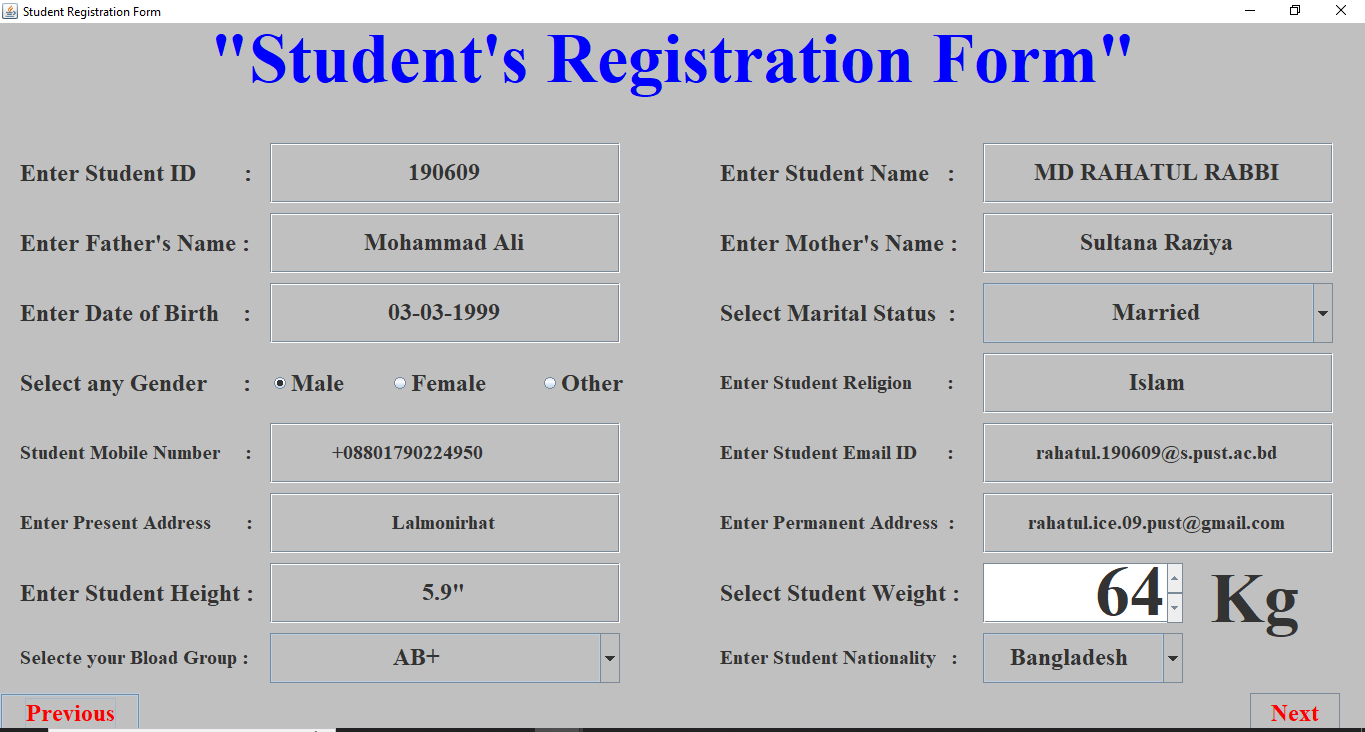 Student Registration Form
"Student's Registration Form"
Enter Student ID : 190609 Enter Student Name : MD RAHATUL RABBI
Enter Father's Name : Mohammad Ali Enter Mother's Name : Sultana Raziya
Enter Date of Birth : 03-03-1999 Select Marital Status : Married
Select any Gender : Male Female Other Enter Student Religion : Islam
Student Mobile Number : +08801790224950 Enter Student Email ID : rahatul.190609@s.pust.ac.bd
Enter Present Address : Lalmonirhat Enter Permanent Address : rahatul.ice.09.pust@gmail.com
Enter Student Height : 5.9" Select Student Weight : 64 Kg
Selecte your Bload Group : AB+ Enter Student Nationality : Bangladesh
Previous Next